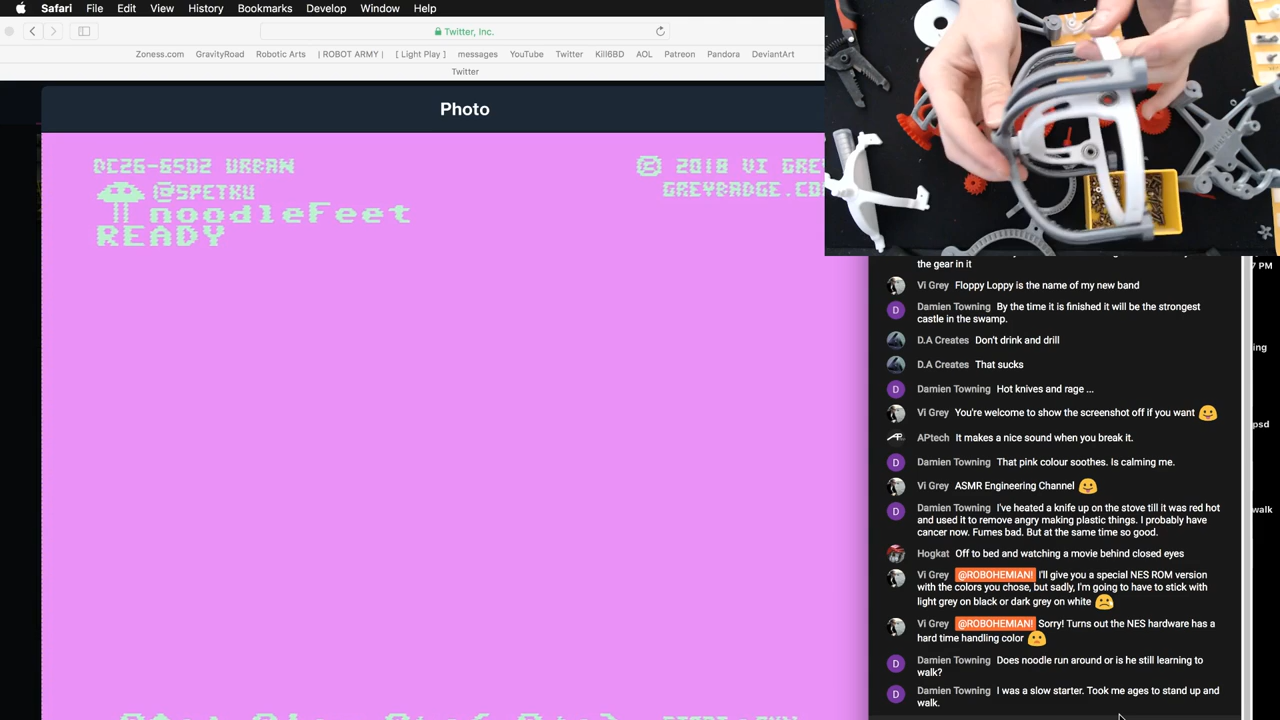 Safari File Edit View History Bookmarks Develop Window Help
Twitter, Inc.
Zoness.com GravityRoad Robotic Arts | ROBOT ARMY | [ Light Play ] messages YouTube Twitter Kill6BD AOL Patreon Pandora DeviantArt
Twitter
Photo
DC26-6502 URBAN
@SPETKU
noodleFeet
READY
© 2018 VI GREY
GREYBADGE.CO
7 PM
the gear in it
Vi Grey Floppy Loppy is the name of my new band
Damien Towning By the time it is finished it will be the strongest
castle in the swamp.
D.A Creates Don't drink and drill
ing
D.A Creates That sucks
Damien Towning Hot knives and rage ...
Vi Grey You're welcome to show the screenshot off if you want
psd
APtech It makes a nice sound when you break it.
Damien Towning That pink colour soothes. Is calming me.
Vi Grey ASMR Engineering Channel
Damien Towning I've heated a knife up on the stove till it was red hot
walk
and used it to remove angry making plastic things. I probably have
cancer now. Fumes bad. But at the same time so good.
Hogkat Off to bed and watching a movie behind closed eyes
Vi Grey @ROBOHEMIAN! I'll give you a special NES ROM version
with the colors you chose, but sadly, I'm going to have to stick with
light grey on black or dark grey on white
Vi Grey @ROBOHEMIAN! Sorry! Turns out the NES hardware has a
hard time handling color
Damien Towning Does noodle run around or is he still learning to
walk?
Damien Towning I was a slow starter. Took me ages to stand up and
walk.